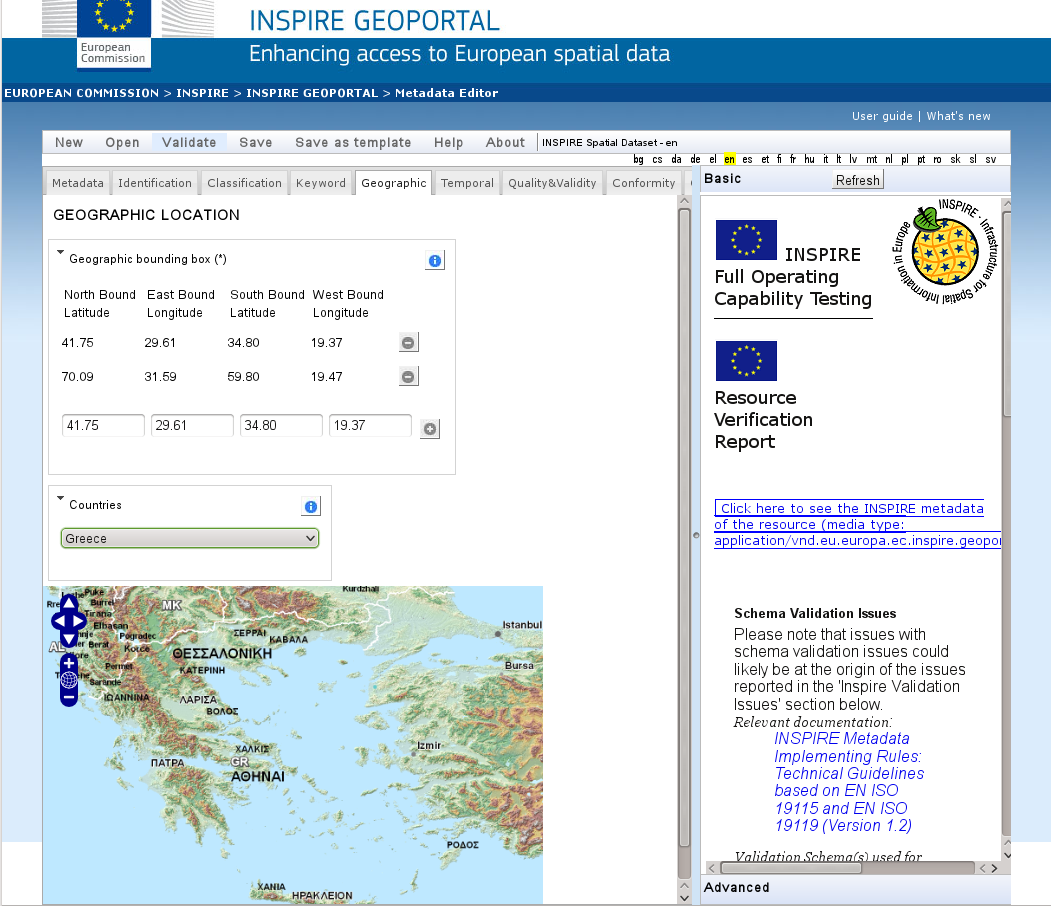 INSPIRE GEOPORTAL
European
Commission
Enhancing access to European spatial data
EUROPEAN COMMISSION > INSPIRE > INSPIRE GEOPORTAL > Metadata Editor
User guide | What's new
New Open Validate Save Save as template Help About INSPIRE Spatial Dataset - en
bg cs da de el en es et fi fr hu it lt lv mt nl pl pt ro sk sl sv
Metadata Identification Classification Keyword Geographic Temporal Quality&Validity Conformity
GEOGRAPHIC LOCATION
Geographic bounding box (*)
North Bound East Bound South Bound West Bound
Latitude Longitude Latitude Longitude
41.75 29.61 34.80 19.37
70.09 31.59 59.80 19.47
41.75 29.61 34.80 19.37
Countries
Greece
Kurdzhali
Puke
Burrel
MK
Tirana
Elbasan
Pogradec
ΣΕΡΡΑΙ
ΚΑΒΑΛΑ
Istanbul
AL
Berat
Korce
ΘΕΣΣΑΛΟΝΙΚΗ
Permet
ΚΑΤΕΡΙΝΗ
Bursa
Sarande
ΙΩΑΝΝΙΝΑ
ΛΑΡΙΣΑ
ΒΟΛΟΣ
ΧΑΛΚΙΣ
Izmir
GR
ΠΑΤΡΑ
ΑΘΗΝΑΙ
ΡΟΔΟΣ
ΧΑΝΙΑ
ΗΡΑΚΛΕΙΟΝ
Basic Refresh
INSPIRE · Infrastructure for Spatial Information in Europe
INSPIRE
Full Operating
Capability Testing
Resource
Verification
Report
Click here to see the INSPIRE metadata
of the resource (media type:
application/vnd.eu.europa.ec.inspire.geopor
Schema Validation Issues
Please note that issues with
schema validation issues could
likely be at the origin of the issues
reported in the 'Inspire Validation
Issues' section below.
Relevant documentation:
INSPIRE Metadata
Implementing Rules:
Technical Guidelines
based on EN ISO
19115 and EN ISO
19119 (Version 1.2)
Validation Schema(s) used for
Advanced